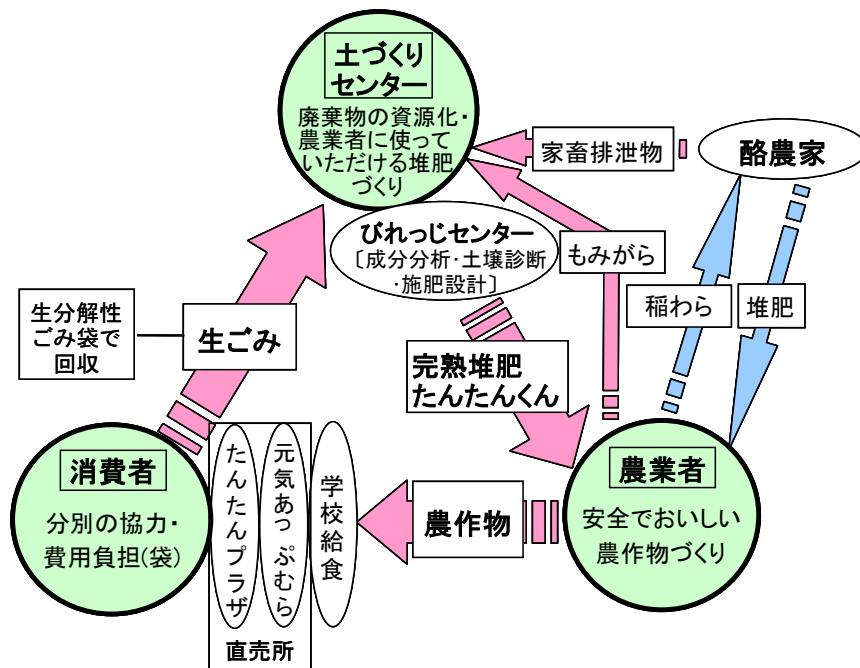 土づくり
センター
廃棄物の資源化・
農業者に使って
いただける堆肥
づくり
家畜排泄物
酪農家
びれっじセンター
〔成分分析・土壌診断
・施肥設計〕
もみがら
稲わら
堆肥
生分解性
ごみ袋で
回収
生ごみ
完熟堆肥
たんたんくん
消費者
分別の協力・
費用負担(袋)
たんたんプラザ
元気あっぷむら
学校給食
直売所
農作物
農業者
安全でおいしい
農作物づくり